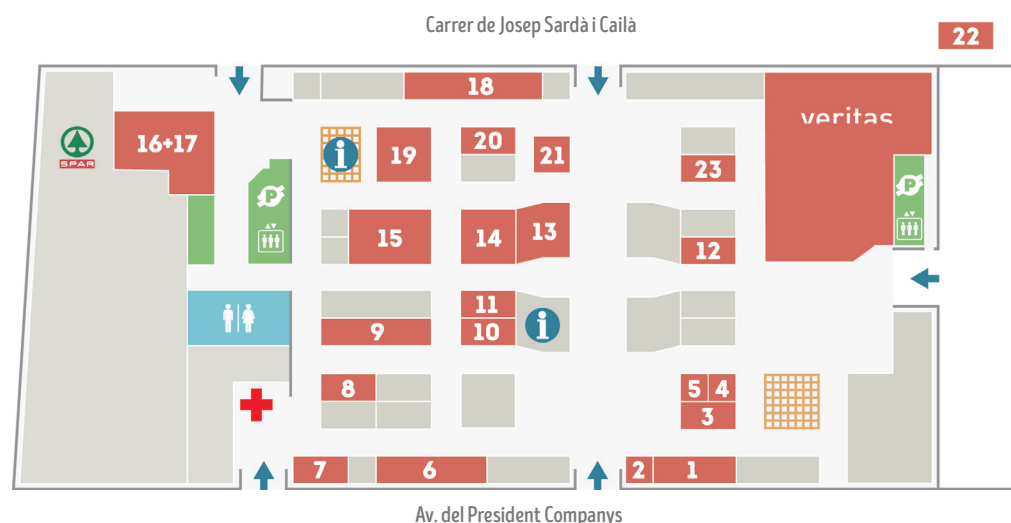 Carrer de Josep Sardà i Cailà
22
18
veritas
SPAR
16+17
i
19
20
21
23
P
P
15
14
13
12
11
9
10
i
8
5
4
3
7
6
2
1
Av. del President Companys